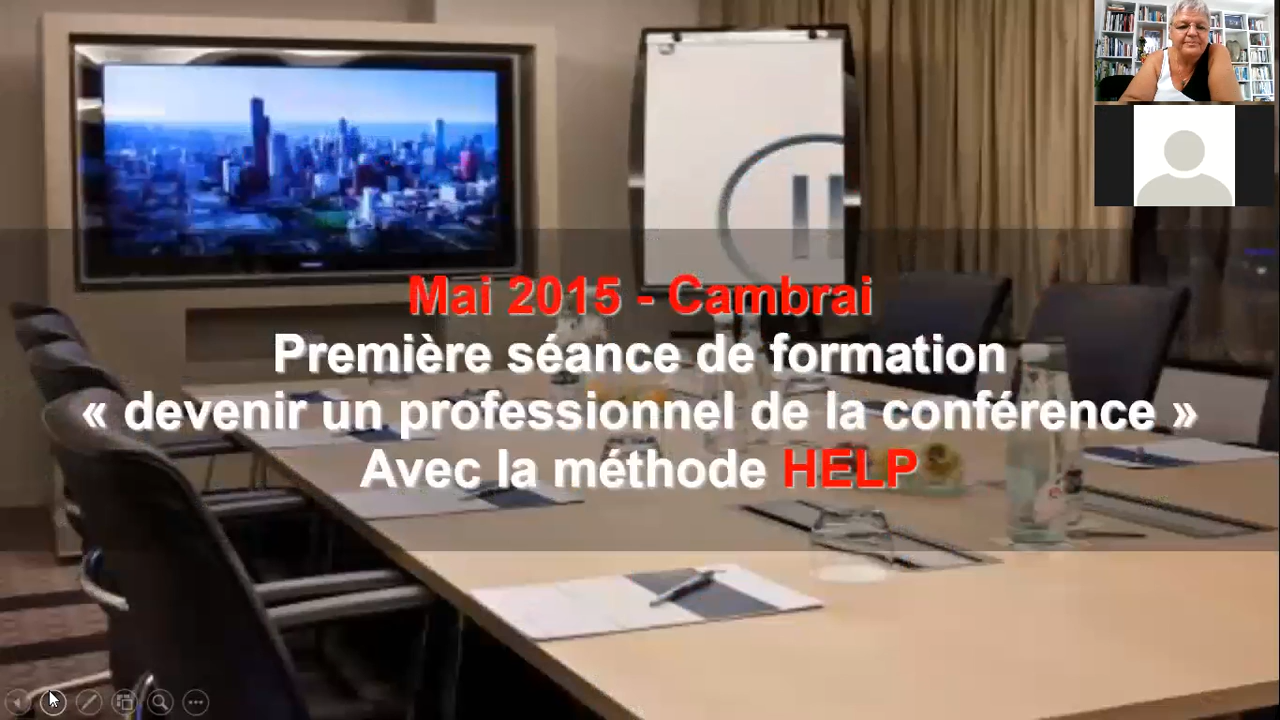 Mai 2015 - Cambrai
Première séance de formation
« devenir un professionnel de la conférence »
Avec la méthode HELP